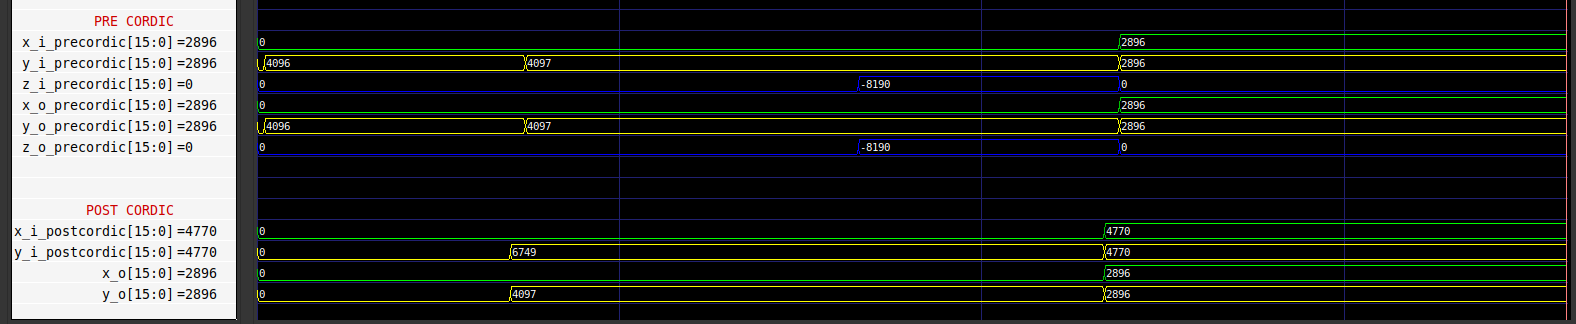 PRE CORDIC
x_i_precordic[15:0]=2896 0 2896
y_i_precordic[15:0]=2896 4096 4097 2896
z_i_precordic[15:0]=0 0 -8190 0
x_o_precordic[15:0]=2896 0 2896
y_o_precordic[15:0]=2896 4096 4097 2896
z_o_precordic[15:0]=0 0 -8190 0
POST CORDIC
x_i_postcordic[15:0]=4770 0 4770
y_i_postcordic[15:0]=4770 0 6749 4770
x_o[15:0]=2896 0 2896
y_o[15:0]=2896 0 4097 2896